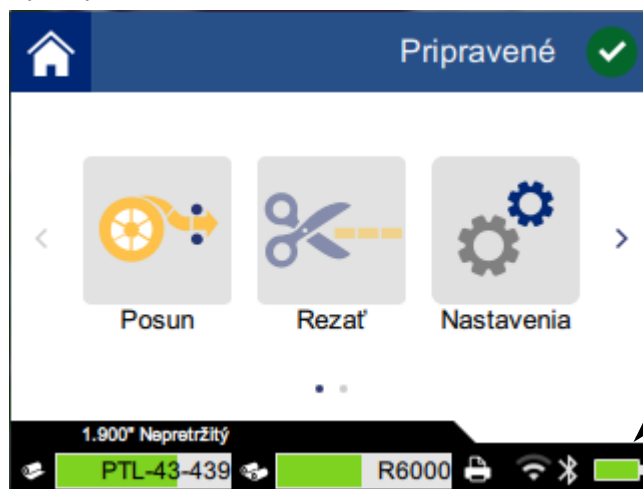 Pripravené
Posun
Rezať
Nastavenia
1.900" Nepretržitý
PTL-43-439
R6000